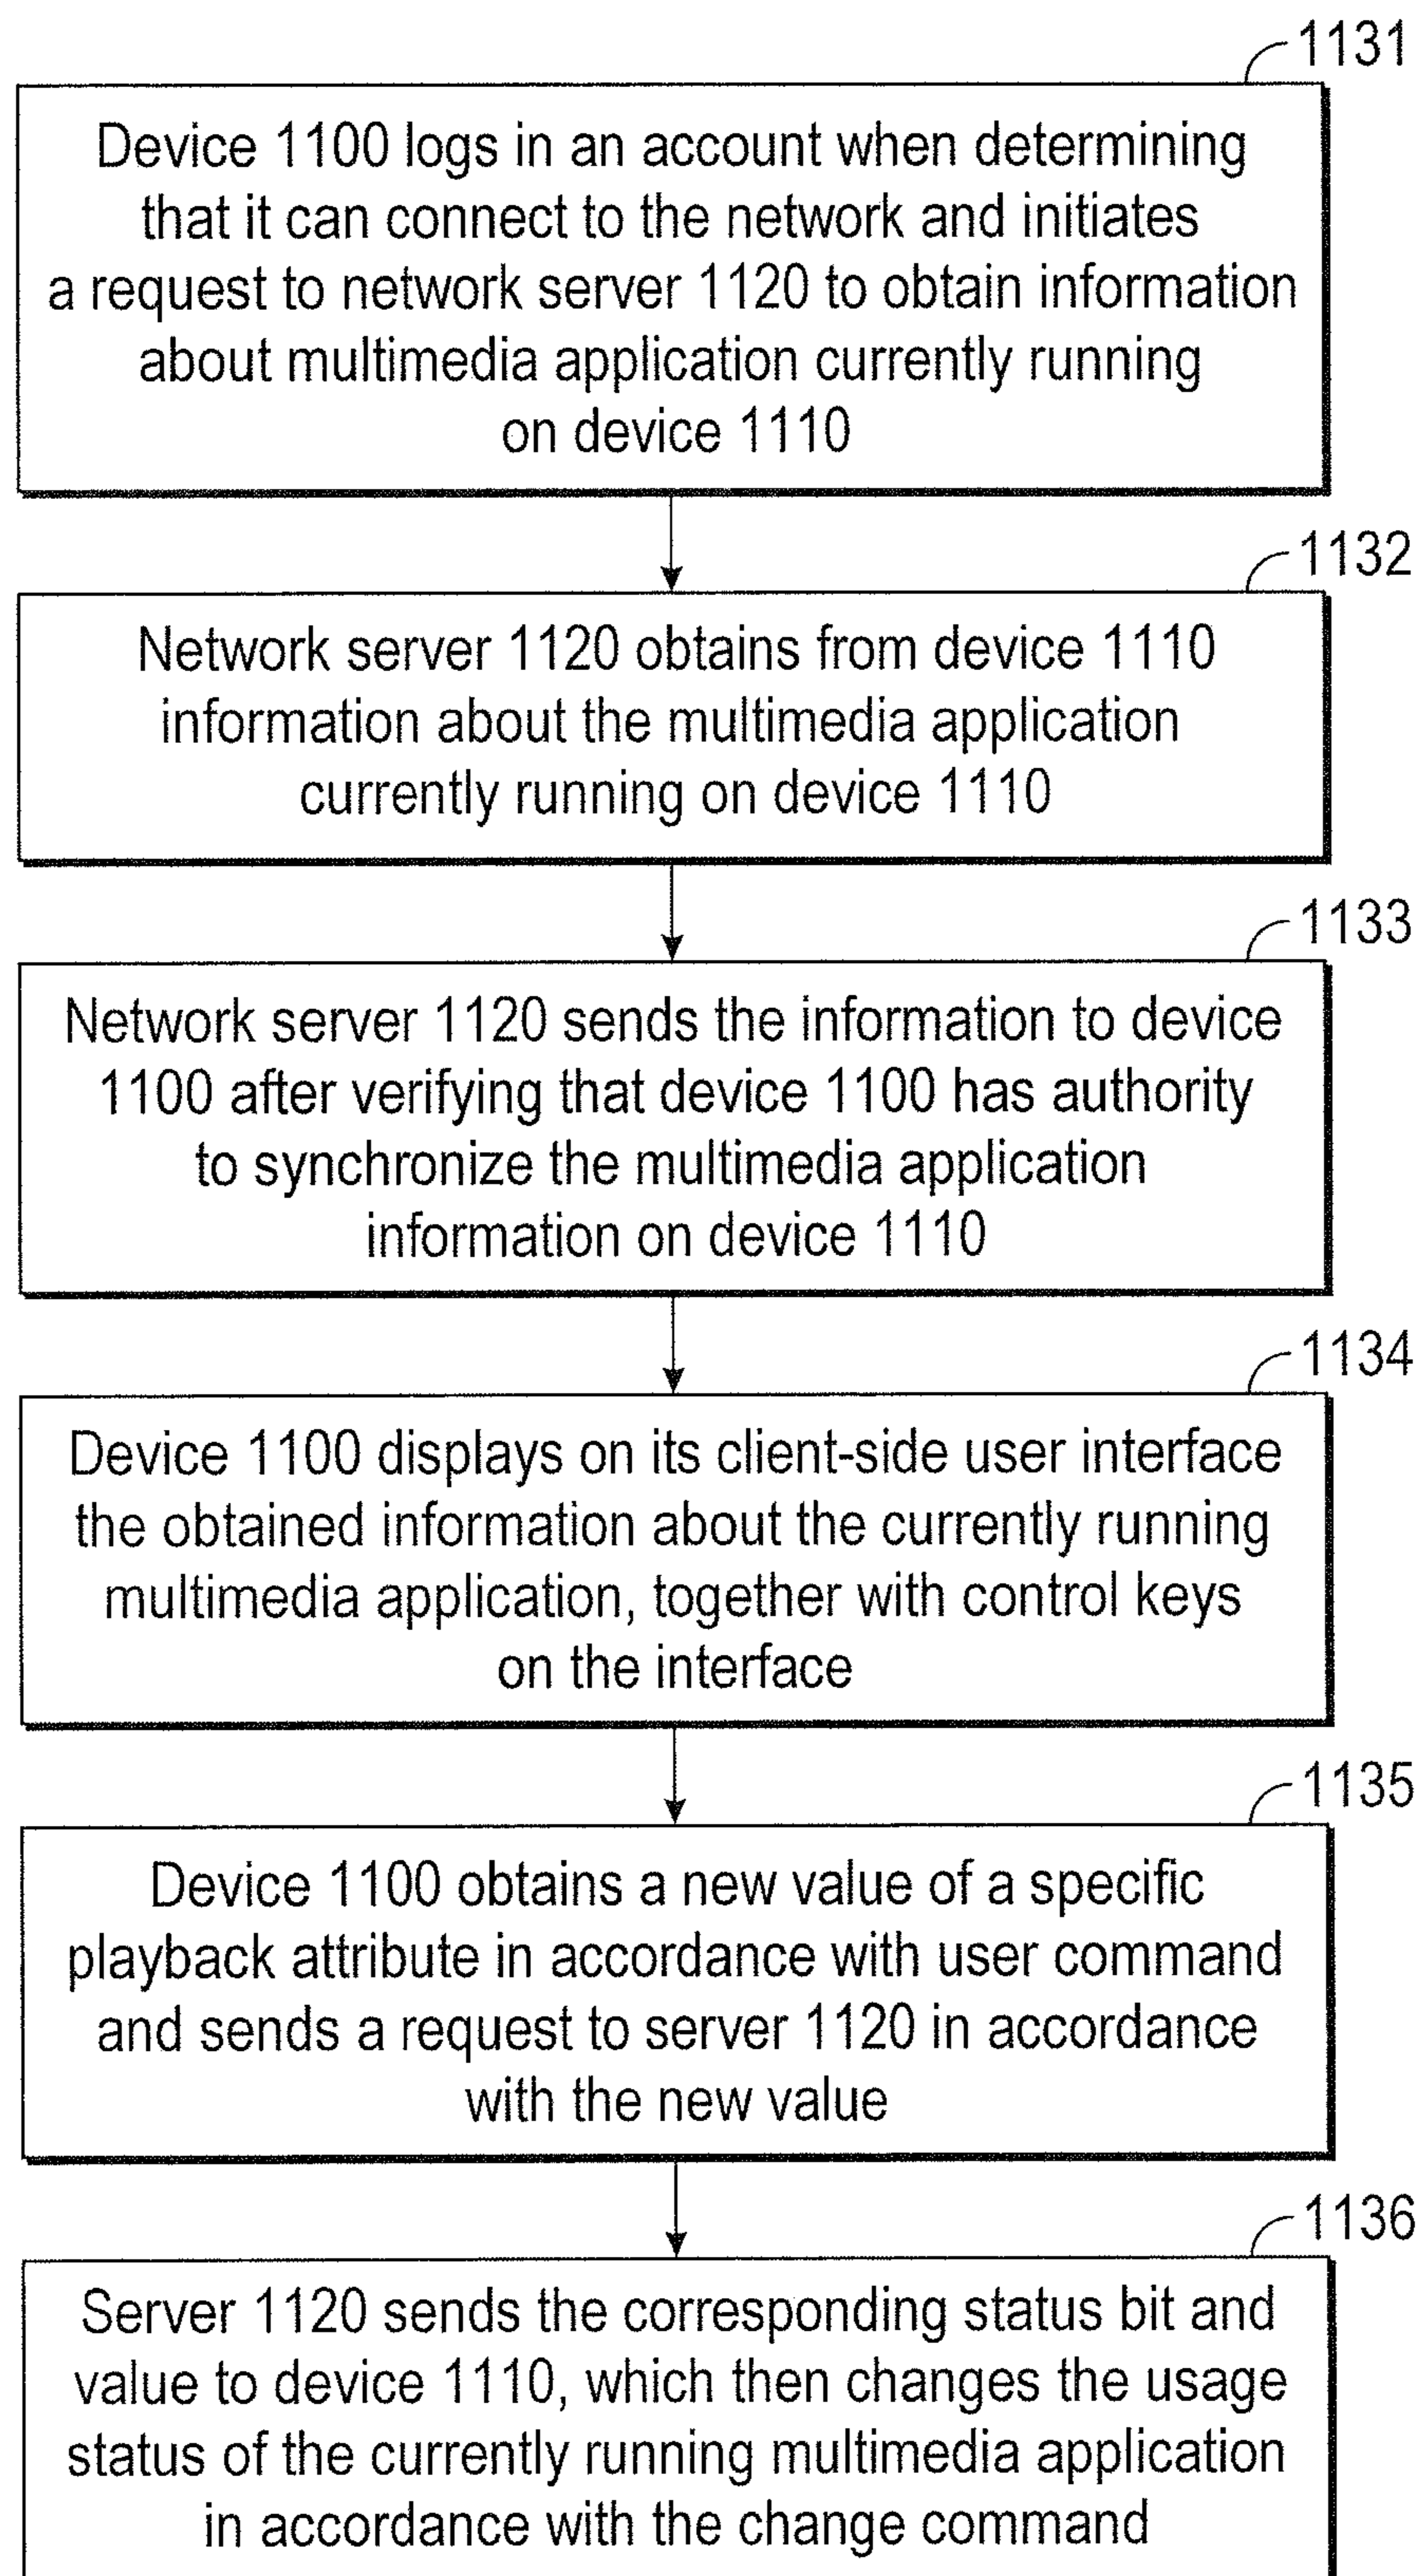 1131
Device 1100 logs in an account when determining
that it can connect to the network and initiates
a request to network server 1120 to obtain information
about multimedia application currently running
on device 1110
1132
Network server 1120 obtains from device 1110
information about the multimedia application
currently running on device 1110
1133
Network server 1120 sends the information to device
1100 after verifying that device 1100 has authority
to synchronize the multimedia application
information on device 1110
1134
Device 1100 displays on its client-side user interface
the obtained information about the currently running
multimedia application, together with control keys
on the interface
1135
Device 1100 obtains a new value of a specific
playback attribute in accordance with user command
and sends a request to server 1120 in accordance
with the new value
1136
Server 1120 sends the corresponding status bit and
value to device 1110, which then changes the usage
status of the currently running multimedia application
in accordance with the change command